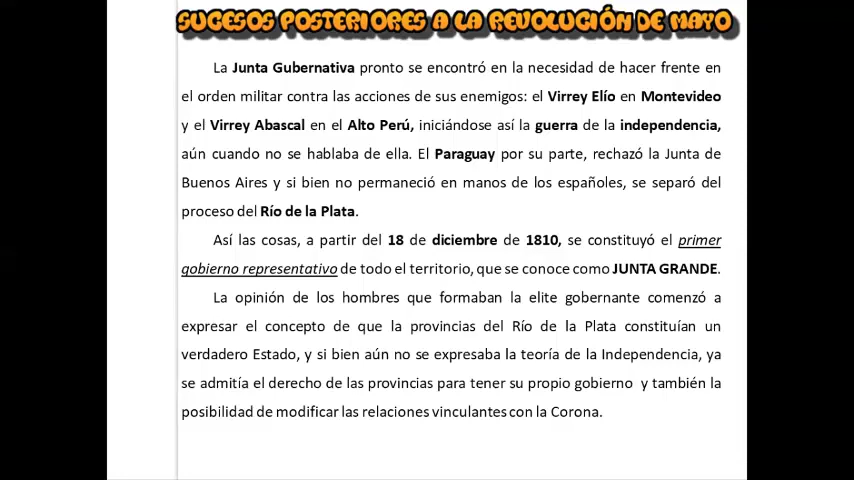 SUCESOS POSTERIORES A LA REVOLUCIÓN DE MAYO
La Junta Gubernativa pronto se encontró en la necesidad de hacer frente en
el orden militar contra las acciones de sus enemigos: el Virrey Elío en Montevideo
y el Virrey Abascal en el Alto Perú, iniciándose así la guerra de la independencia,
aún cuando no se hablaba de ella. El Paraguay por su parte, rechazó la Junta de
Buenos Aires y si bien no permaneció en manos de los españoles, se separó del
proceso del Río de la Plata.
Así las cosas, a partir del 18 de diciembre de 1810, se constituyó el primer
gobierno representativo de todo el territorio, que se conoce como JUNTA GRANDE.
La opinión de los hombres que formaban la elite gobernante comenzó a
expresar el concepto de que la provincias del Río de la Plata constituían un
verdadero Estado, y si bien aún no se expresaba la teoría de la Independencia, ya
se admitía el derecho de las provincias para tener su propio gobierno y también la
posibilidad de modificar las relaciones vinculantes con la Corona.